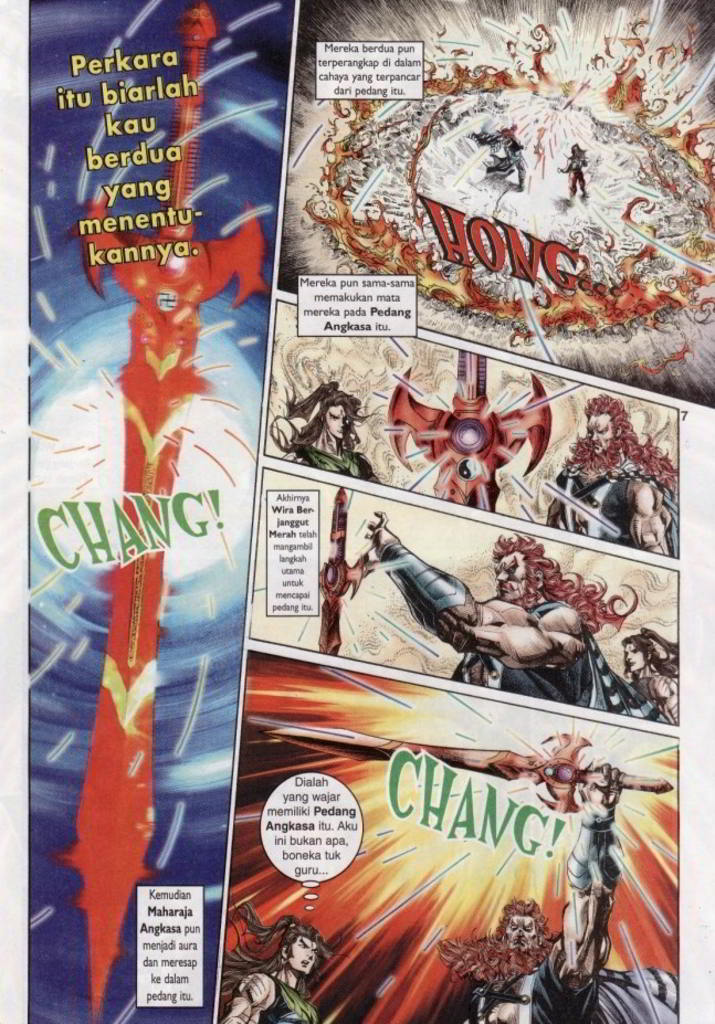 Perkara
itu biarlah
kau
berdua
yang
menentu-
kannya.
CHANG!
Kemudian
Maharaja
Angkasa pun
menjadi aura
dan meresap
ke dalam
pedang itu.
Mereka berdua pun
terperangkap di dalam
cahaya yang terpancar
dari pedang itu.
HONG...
Mereka pun sama-sama
memakukan mata
mereka pada Pedang
Angkasa itu.
7
Akhirnya
Wira Ber-
janggut
Merah telah
mangambil
langkah
utama
untuk
mencapai
pedang itu.
CHANG!
Dialah
yang wajar
memiliki Pedang
Angkasa itu. Aku
ini bukan apa,
boneka tuk
guru...